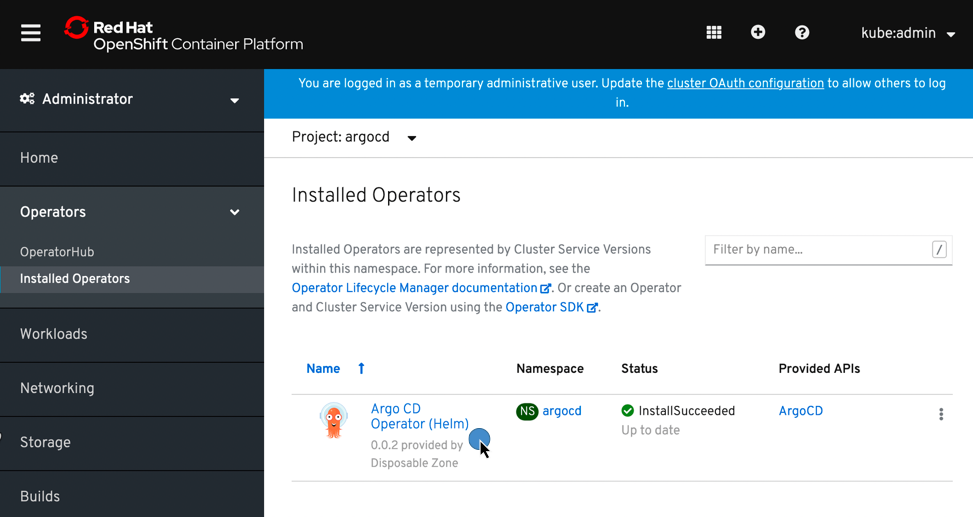 Red Hat
OpenShift Container Platform
kube:admin
Administrator
Home
Operators
OperatorHub
Installed Operators
Workloads
Networking
Storage
Builds
You are logged in as a temporary administrative user. Update the cluster OAuth configuration to allow others to log
in.
Project: argocd
Installed Operators
Installed Operators are represented by Cluster Service Versions
within this namespace. For more information, see the
Operator Lifecycle Manager documentation. Or create an Operator
and Cluster Service Version using the Operator SDK.
Filter by name...
/
Name Namespace Status Provided APIs
Argo CD
Operator (Helm)
0.0.2 provided by
Disposable Zone
NS argocd
InstallSucceeded
Up to date
ArgoCD